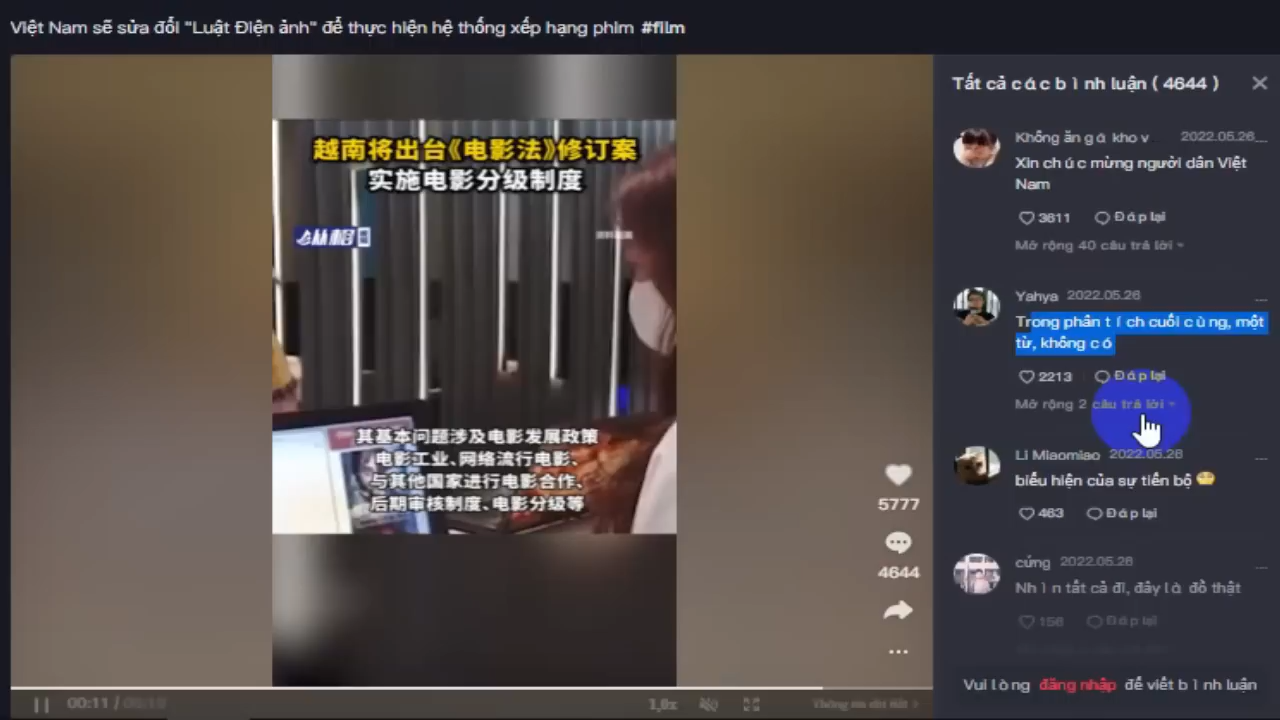 Việt Nam sẽ sửa đổi "Luật Điện ảnh" để thực hiện hệ thống xếp hạng phim #film
越南将出台《电影法》修订案
实施电影分级制度
其基本问题涉及电影发展政策
电影工业、网络流行电影、
与其他国家进行电影合作、
后期审核制度、电影分级等
5777
4644
00:11 /
1,0x
Tất cả các bình luận ( 4644 )
Không ăn gà kho v 2022.05.26
Xin chúc mừng người dân Việt
Nam
3611 Đáp lại
Mở rộng 40 câu trả lời
Yahya 2022.05.26
Trong phân tích cuối cùng, một
từ, không có
2213 Đáp lại
Mở rộng 2 câu trả lời
Li Miaomiao 2022.05.26
biểu hiện của sự tiến bộ
463 Đáp lại
cứng 2022.05.26
Nhìn tất cả đi, đây là đồ thật
156 Đáp lại
Vui lòng đăng nhập để viết bình luận